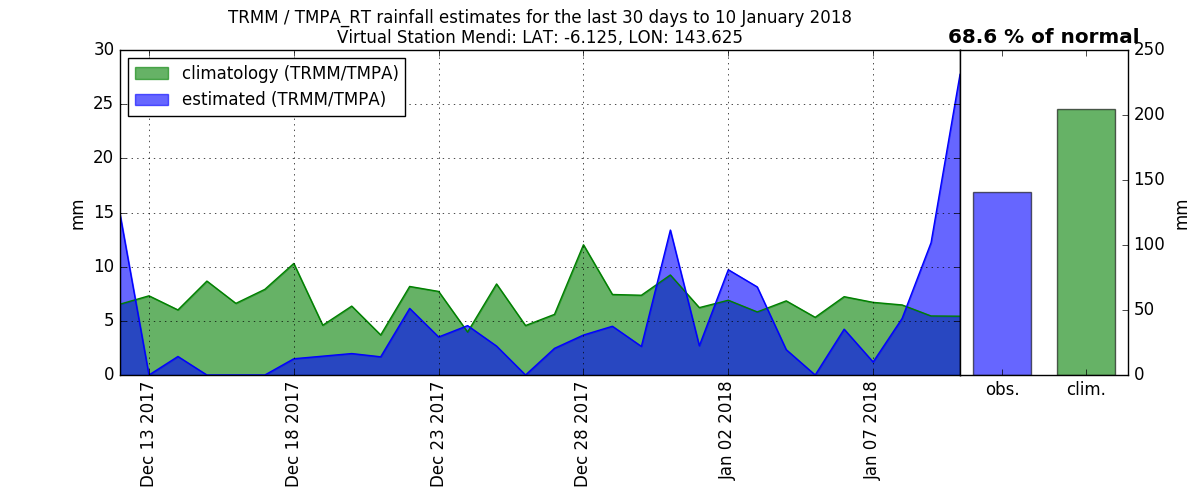 TRMM / TMPA_RT rainfall estimates for the last 30 days to 10 January 2018
Virtual Station Mendi: LAT: -6.125, LON: 143.625
68.6 % of normal
climatology (TRMM/TMPA)
estimated (TRMM/TMPA)
30
25
20
15
10
5
0
mm
Dec 13 2017
Dec 18 2017
Dec 23 2017
Dec 28 2017
Jan 02 2018
Jan 07 2018
obs.
clim.
250
200
150
100
50
0
mm